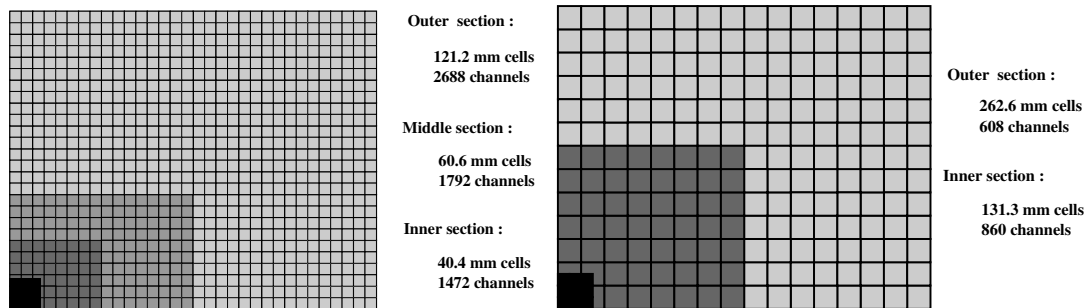 Outer section :
121.2 mm cells
2688 channels
Middle section :
60.6 mm cells
1792 channels
Inner section :
40.4 mm cells
1472 channels
Outer section :
262.6 mm cells
608 channels
Inner section :
131.3 mm cells
860 channels